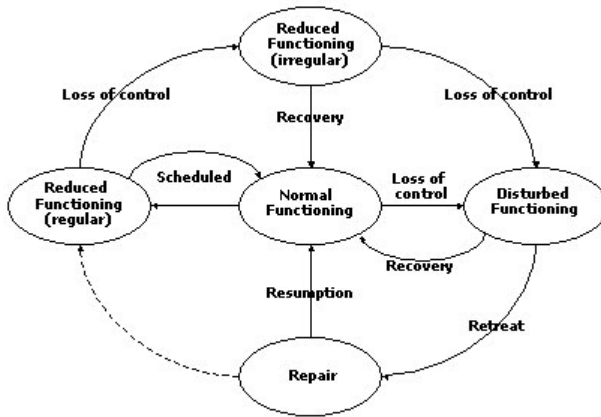 Reduced
Functioning
(irregular)
Loss of control
Loss of control
Recovery
Scheduled
Reduced
Functioning
(regular)
Normal
Functioning
Loss of
control
Disturbed
Functioning
Recovery
Resumption
Retreat
Repair